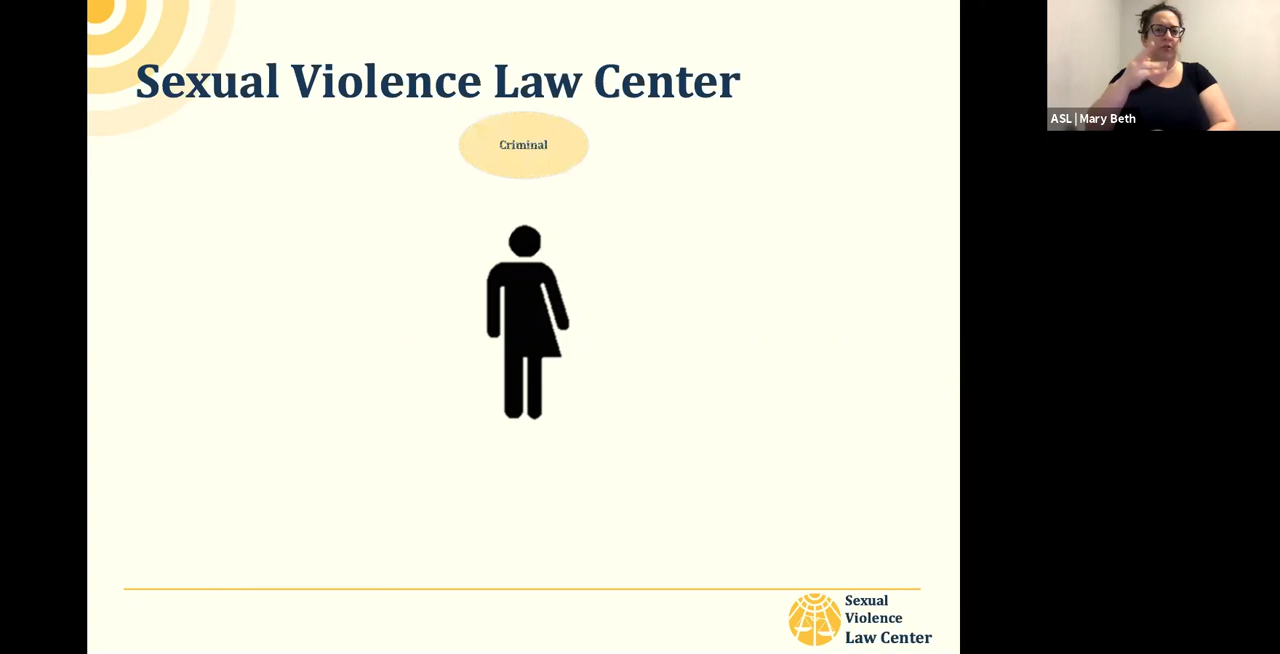 Sexual Violence Law Center
Criminal
ASL | Mary Beth
Sexual
Violence
Law Center